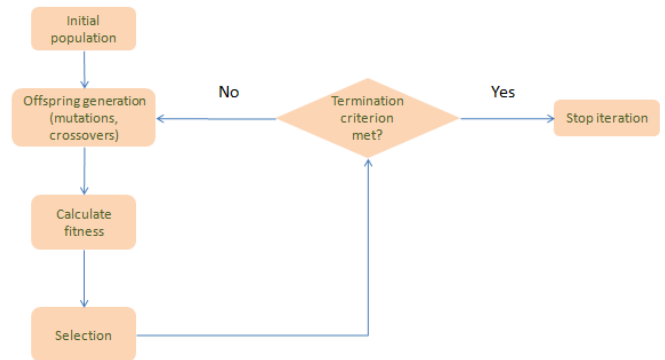 Initial
population
Offspring generation
(mutations,
crossovers)
No
Termination
criterion
met?
Yes
Stop iteration
Calculate
fitness
Selection